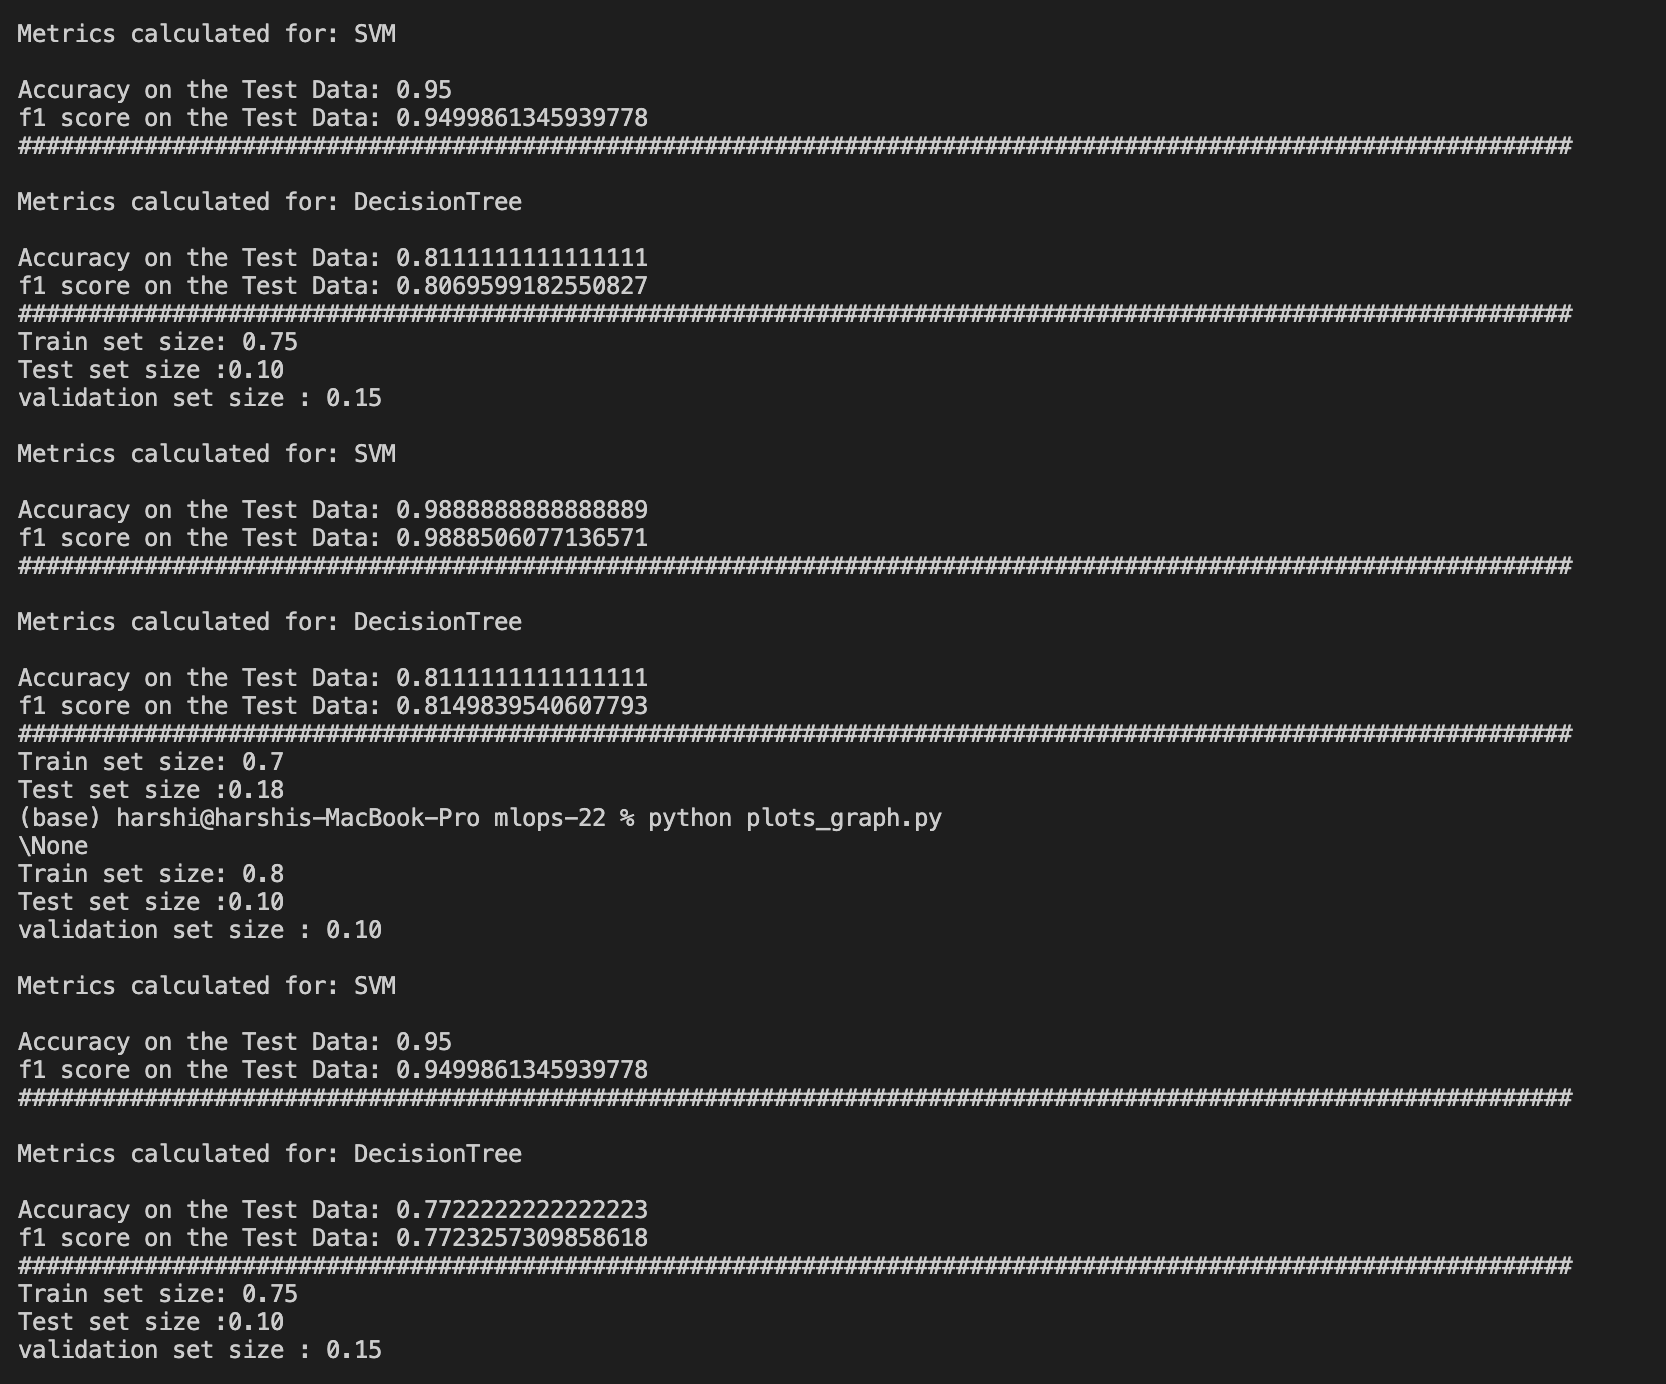 Metrics calculated for: SVM
Accuracy on the Test Data: 0.95
f1 score on the Test Data: 0.9499861345939778
###############################################################################################################
Metrics calculated for: DecisionTree
Accuracy on the Test Data: 0.8111111111111111
f1 score on the Test Data: 0.8069599182550827
###############################################################################################################
Train set size: 0.75
Test set size :0.10
validation set size : 0.15
Metrics calculated for: SVM
Accuracy on the Test Data: 0.9888888888888889
f1 score on the Test Data: 0.9888506077136571
###############################################################################################################
Metrics calculated for: DecisionTree
Accuracy on the Test Data: 0.8111111111111111
f1 score on the Test Data: 0.8149839540607793
###############################################################################################################
Train set size: 0.7
Test set size :0.18
(base) harshi@harshis-MacBook-Pro mlops-22 % python plots_graph.py
\None
Train set size: 0.8
Test set size :0.10
validation set size : 0.10
Metrics calculated for: SVM
Accuracy on the Test Data: 0.95
f1 score on the Test Data: 0.9499861345939778
###############################################################################################################
Metrics calculated for: DecisionTree
Accuracy on the Test Data: 0.7722222222222223
f1 score on the Test Data: 0.7723257309858618
###############################################################################################################
Train set size: 0.75
Test set size :0.10
validation set size : 0.15